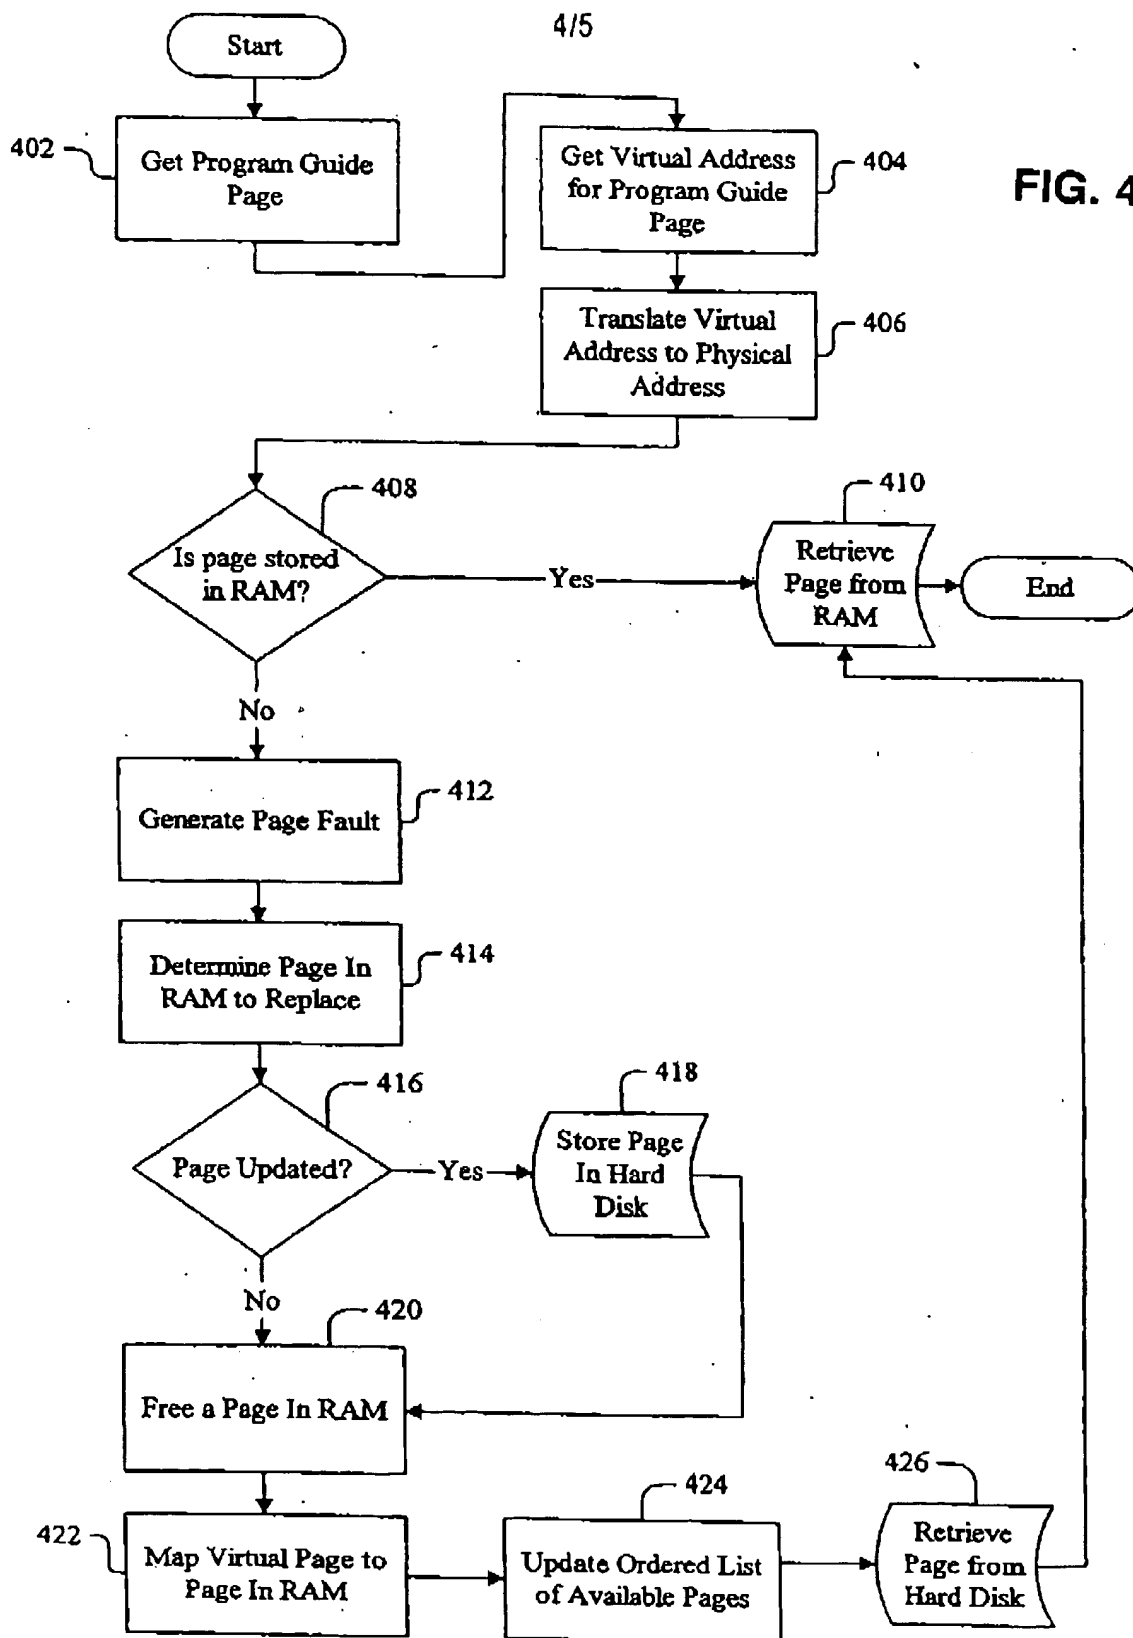 4/5
Start
FIG. 4
402
Get Program Guide
Page
Get Virtual Address
for Program Guide
Page
404
Translate Virtual
Address to Physical
Address
406
408
Is page stored
in RAM?
Yes
410
Retrieve
Page from
RAM
End
No
Generate Page Fault
412
Determine Page In
RAM to Replace
414
416
Page Updated?
Yes
418
Store Page
In Hard
Disk
No
420
Free a Page In RAM
422
Map Virtual Page to
Page In RAM
424
Update Ordered List
of Available Pages
426
Retrieve
Page from
Hard Disk